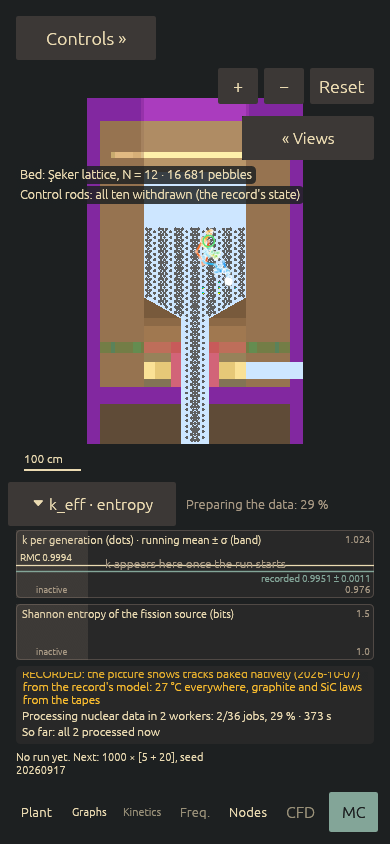 Controls »
+ − Reset
« Views
Bed: Şeker lattice, N = 12 · 16 681 pebbles
Control rods: all ten withdrawn (the record's state)
100 cm
k_eff · entropy
Preparing the data: 29 %
k per generation (dots) · running mean ± σ (band) 1.024
RMC 0.9994
k appears here once the run starts
recorded 0.9951 ± 0.0011
inactive 0.976
Shannon entropy of the fission source (bits) 1.5
inactive 1.0
RECORDED: the picture shows tracks baked natively (2026-10-07)
from the record's model: 27 °C everywhere, graphite and SiC laws
from the tapes
Processing nuclear data in 2 workers: 2/36 jobs, 29 % · 373 s
So far: all 2 processed now
No run yet. Next: 1000 × [5 + 20], seed
20260917
Plant Graphs Kinetics Freq. Nodes CFD MC